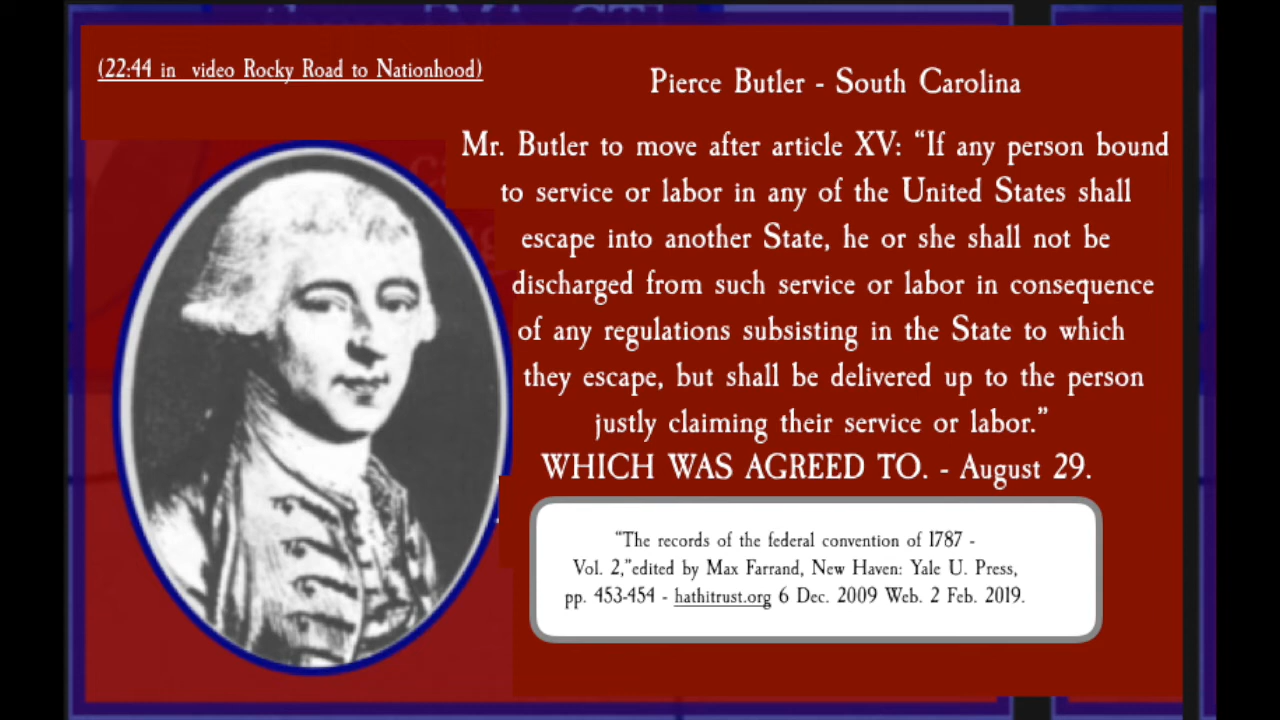 (22:44 in video Rocky Road to Nationhood)
Pierce Butler - South Carolina
Mr. Butler to move after article XV: “If any person bound
to service or labor in any of the United States shall
escape into another State, he or she shall not be
discharged from such service or labor in consequence
of any regulations subsisting in the State to which
they escape, but shall be delivered up to the person
justly claiming their service or labor.”
WHICH WAS AGREED TO. - August 29.
“The records of the federal convention of 1787 -
Vol. 2,”edited by Max Farrand, New Haven: Yale U. Press,
pp. 453-454 - hathitrust.org 6 Dec. 2009 Web. 2 Feb. 2019.